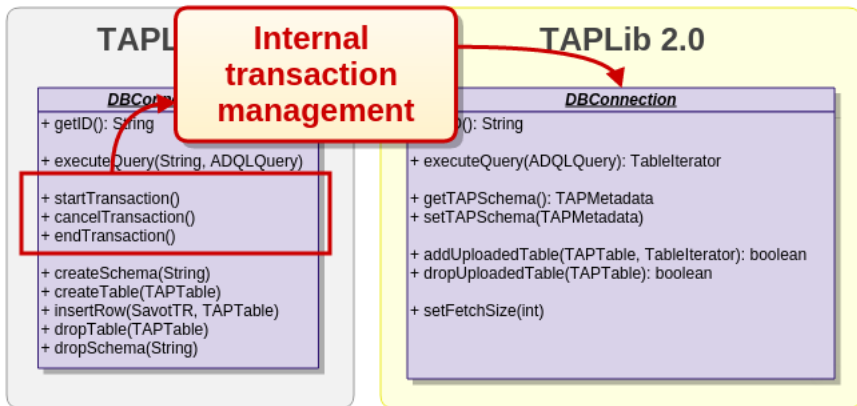 TAPL
Internal
transaction
management
TAPLib 2.0
DBConn
+ getID(): String
+ executeQuery(String, ADQLQuery)
+ startTransaction()
+ cancelTransaction()
+ endTransaction()
+ createSchema(String)
+ createTable(TAPTable)
+ insertRow(SavotTR, TAPTable)
+ dropTable(TAPTable)
+ dropSchema(String)
DBConnection
D(): String
+ executeQuery(ADQLQuery): TableIterator
+ getTAPSchema(): TAPMetadata
+ setTAPSchema(TAPMetadata)
+ addUploadedTable(TAPTable, TableIterator): boolean
+ dropUploadedTable(TAPTable): boolean
+ setFetchSize(int)